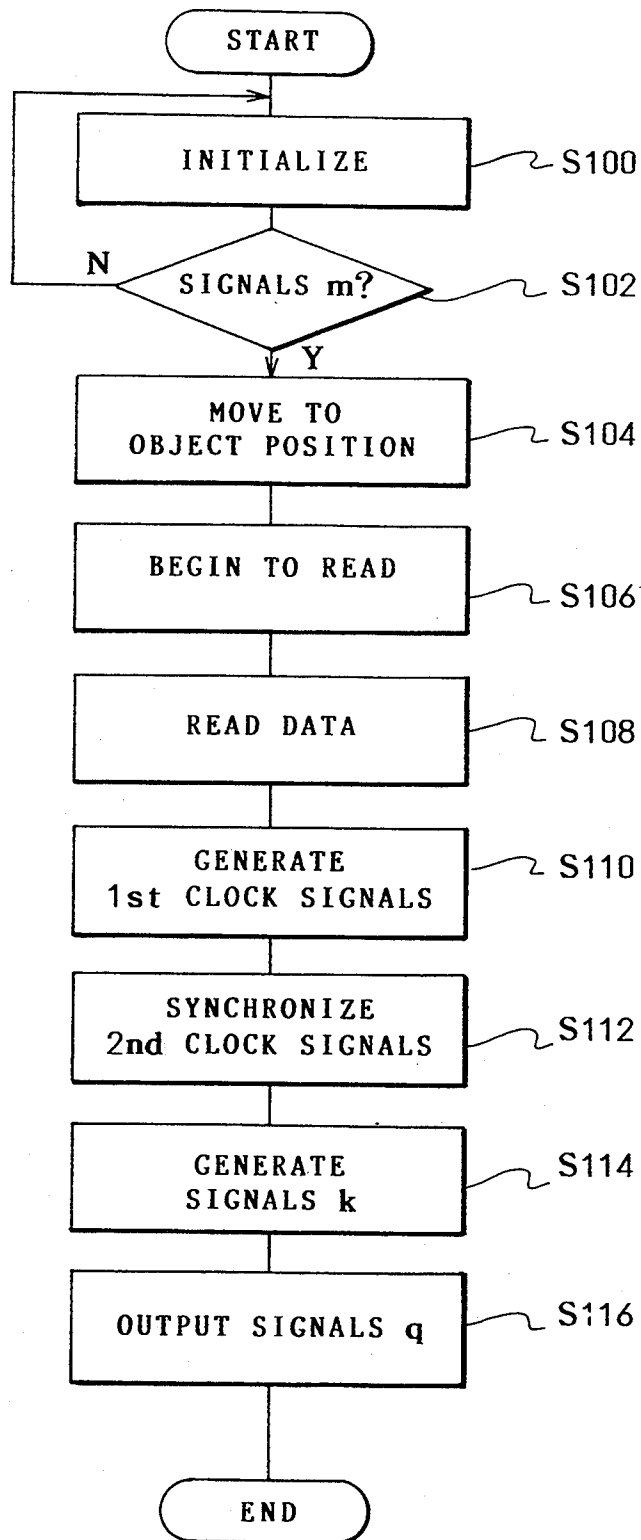 START
INITIALIZE
S100
N
SIGNALS m?
S102
Y
MOVE TO
OBJECT POSITION
S104
BEGIN TO READ
S106
READ DATA
S108
GENERATE
1st CLOCK SIGNALS
S110
SYNCHRONIZE
2nd CLOCK SIGNALS
S112
GENERATE
SIGNALS k
S114
OUTPUT SIGNALS q
S116
END